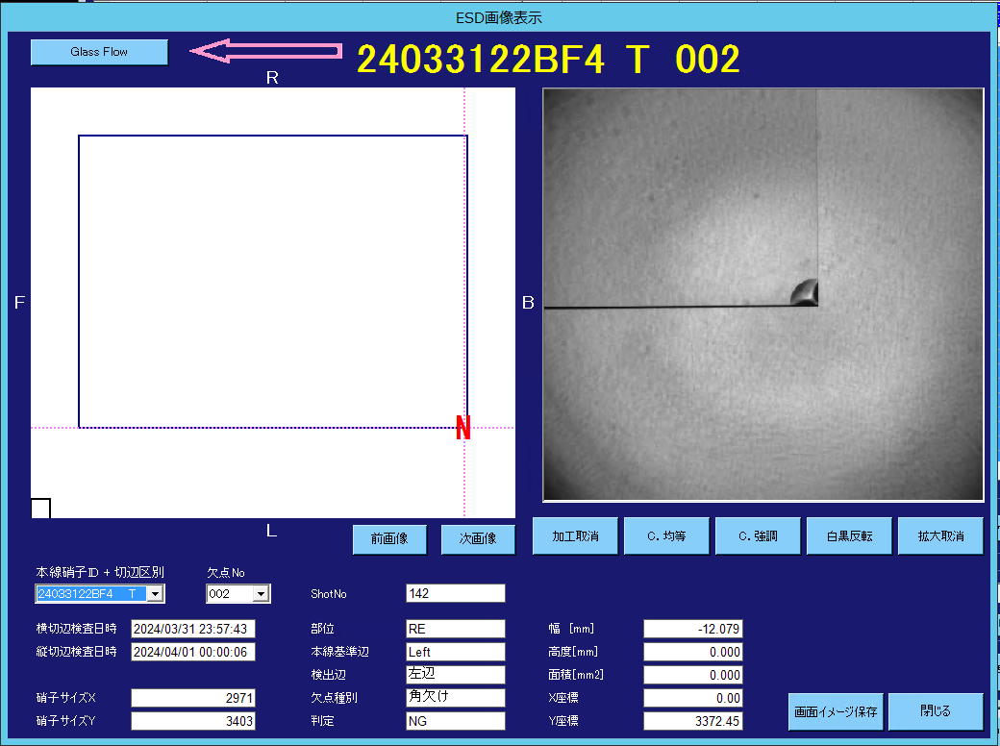 ESD画像表示
Glass Flow
24033122BF4 T 002
R
F
B
N
L
前画像
次画像
加工取消
C. 均等
C. 強調
白黒反転
拡大取消
本線硝子ID + 切辺区別
欠点No
24033122BF4 T
002
ShotNo
142
横切辺検査日時
2024/03/31 23:57:43
部位
RE
幅 [mm]
-12.079
縦切辺検査日時
2024/04/01 00:00:06
本線基準辺
Left
高度[mm]
0.000
検出辺
左辺
面積[mm2]
0.000
硝子サイズX
2971
欠点種別
角欠け
X座標
0.00
硝子サイズY
3403
判定
NG
Y座標
3372.45
画面イメージ保存
閉じる